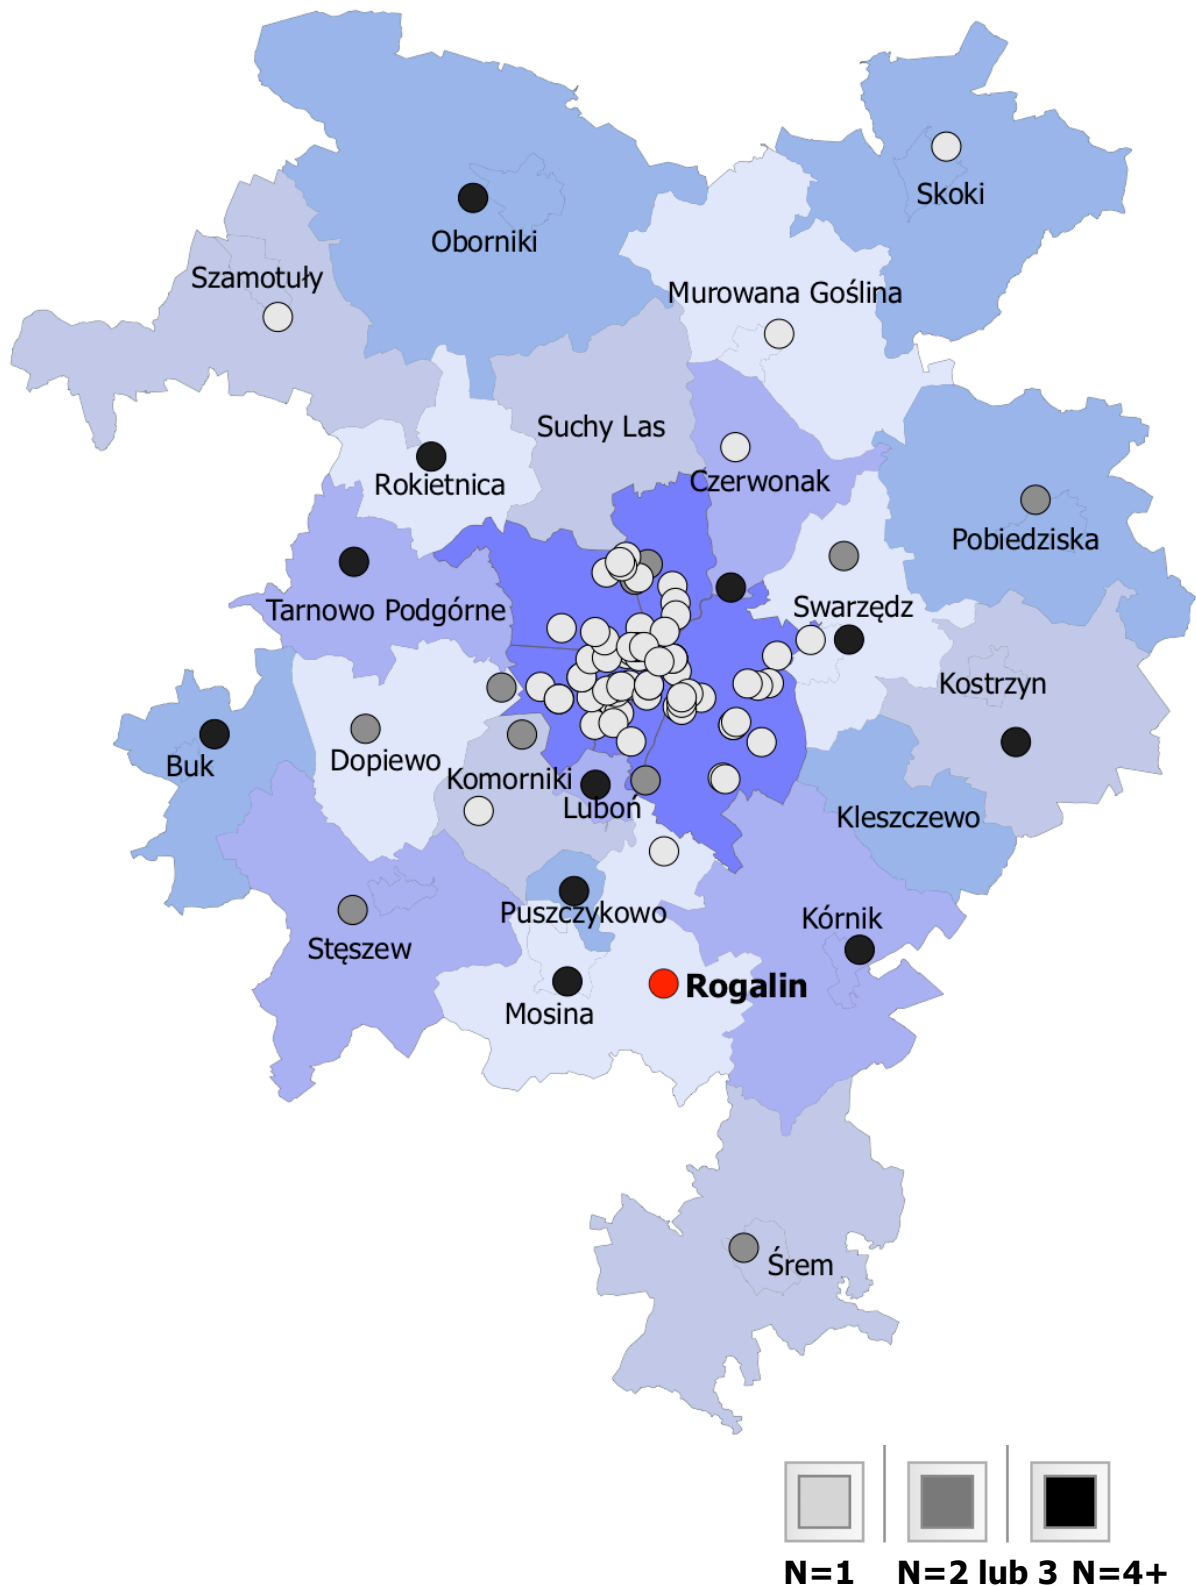 Skoki
Oborniki
Szamotuły
Murowana Goślina
Suchy Las
Rokietnica
Czerwonak
Pobiedziska
Tarnowo Podgórne
Swarzędz
Kostrzyn
Buk
Dopiewo
Komorniki
Luboń
Kleszczewo
Puszczykowo
Kórnik
Stęszew
Rogalin
Mosina
Śrem
N=1 N=2 lub 3 N=4+